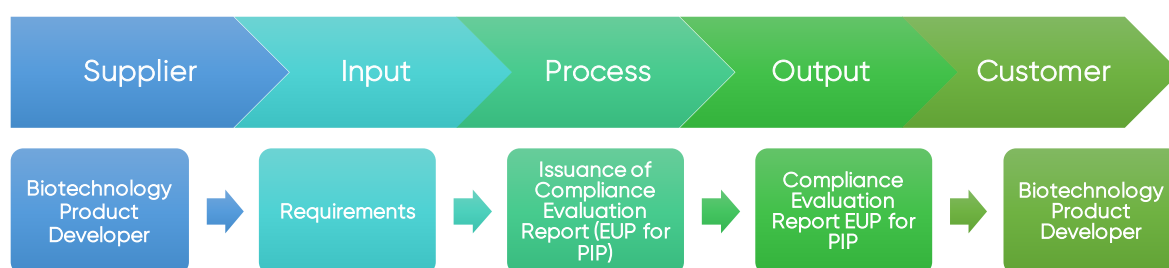 Supplier
Input
Process
Output
Customer
Biotechnology
Product
Developer
Requirements
Issuance of
Compliance
Evaluation
Report (EUP for
PIP)
Compliance
Evaluation
Report EUP for
PIP
Biotechnology
Product
Developer